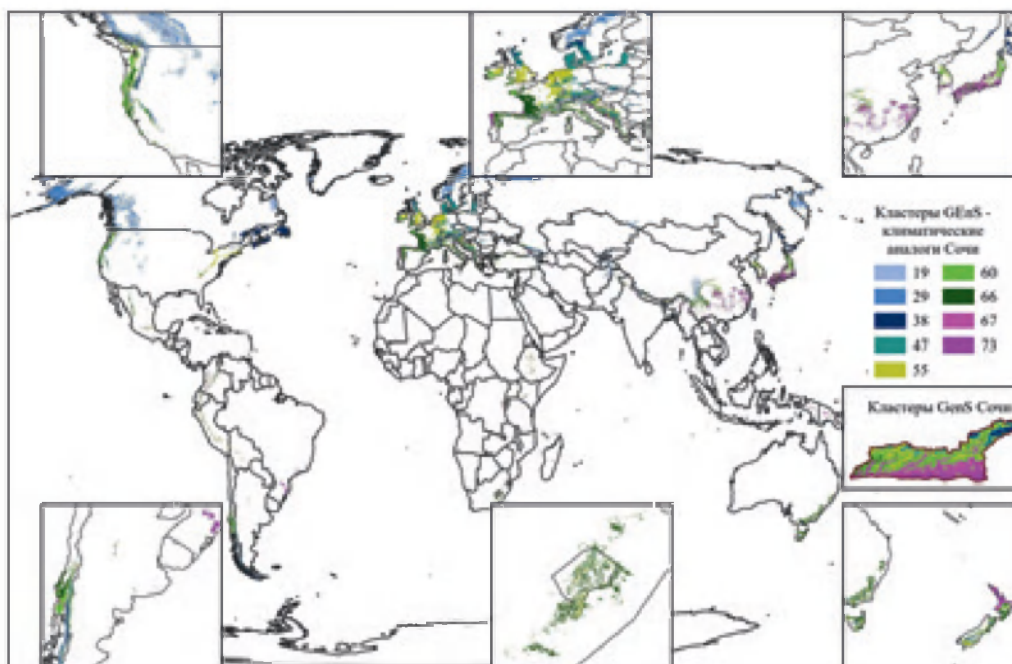 Кластеры GEnS -
климатические
аналоги Сочи
19 60
29 66
38 67
47 73
55
Кластеры GenS Сочи